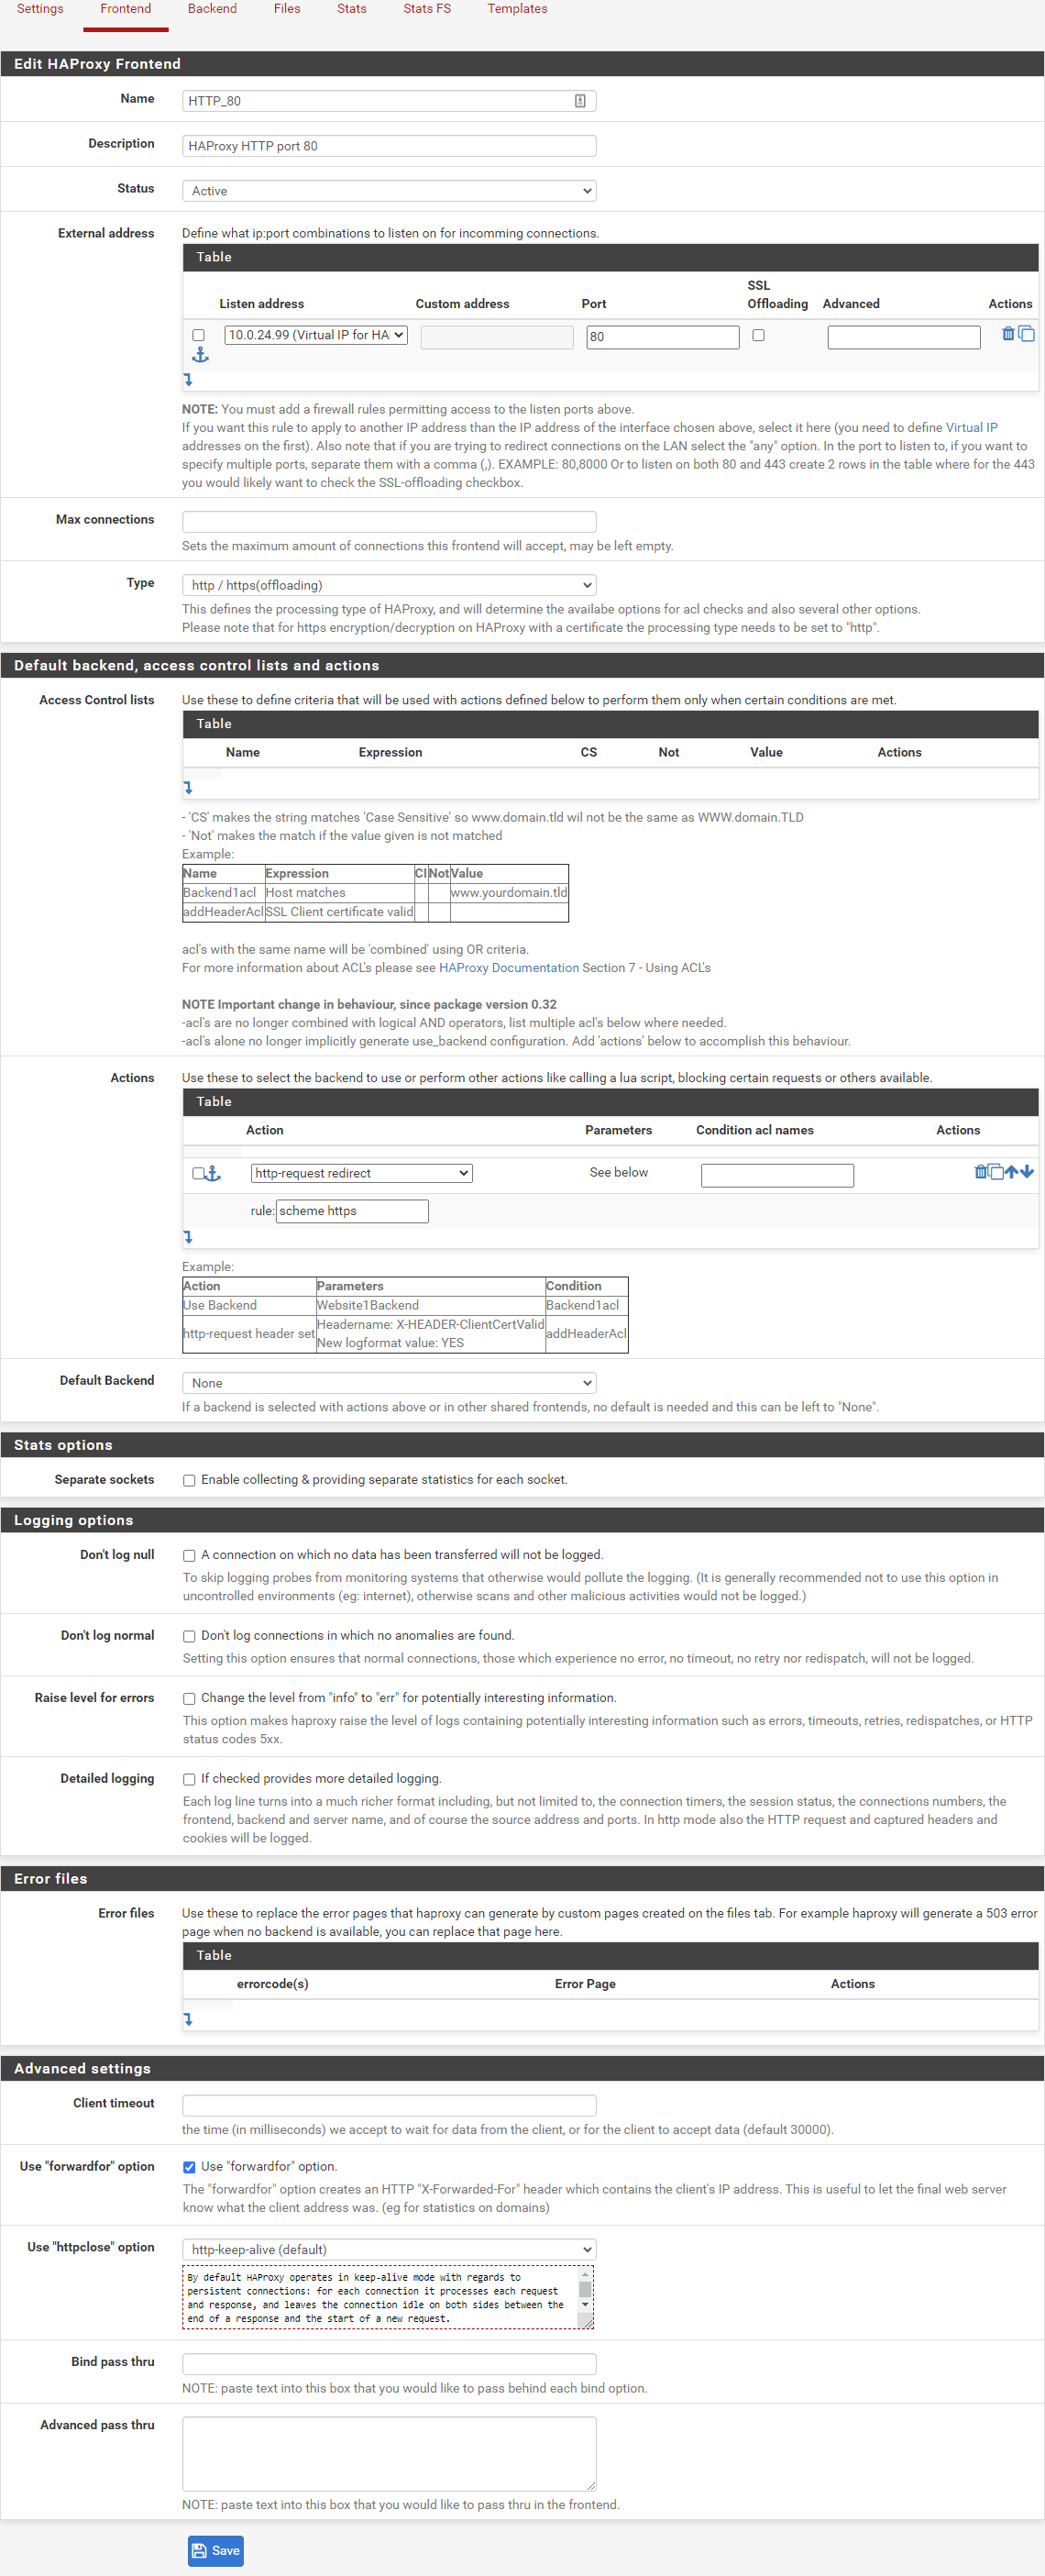 Settings Frontend Backend Files Stats Stats FS Templates
Edit HAProxy Frontend
Name HTTP_80
Description HAProxy HTTP port 80
Status Active
External address Define what ip:port combinations to listen on for incomming connections.
Table
SSL
Listen address Custom address Port Offloading Advanced Actions
10.0.24.99 (Virtual IP for HA 80
NOTE: You must add a firewall rules permitting access to the listen ports above.
If you want this rule to apply to another IP address than the IP address of the interface chosen above, select it here (you need to define Virtual IP
addresses on the first). Also note that if you are trying to redirect connections on the LAN select the "any" option. In the port to listen to, if you want to
specify multiple ports, separate them with a comma (,). EXAMPLE: 80,8000 Or to listen on both 80 and 443 create 2 rows in the table where for the 443
you would likely want to check the SSL-offloading checkbox.
Max connections
Sets the maximum amount of connections this frontend will accept, may be left empty.
Type http / https(offloading)
This defines the processing type of HAProxy, and will determine the availabe options for acl checks and also several other options.
Please note that for https encryption/decryption on HAProxy with a certificate the processing type needs to be set to "http".
Default backend, access control lists and actions
Access Control lists Use these to define criteria that will be used with actions defined below to perform them only when certain conditions are met.
Table
Name Expression CS Not Value Actions
- 'CS' makes the string matches 'Case Sensitive' so www.domain.tld wil not be the same as WWW.domain.TLD
- 'Not' makes the match if the value given is not matched
Example:
Name Expression CI Not Value
Backend1acl Host matches www.yourdomain.tld
addHeaderAcl SSL Client certificate valid
acl's with the same name will be 'combined' using OR criteria.
For more information about ACL's please see HAProxy Documentation Section 7 - Using ACL's
NOTE Important change in behaviour, since package version 0.32
-acl's are no longer combined with logical AND operators, list multiple acl's below where needed.
-acl's alone no longer implicitly generate use_backend configuration. Add 'actions' below to accomplish this behaviour.
Actions Use these to select the backend to use or perform other actions like calling a lua script, blocking certain requests or others available.
Table
Action Parameters Condition acl names Actions
http-request redirect See below
rule: scheme https
Example:
Action Parameters Condition
Use Backend Website1Backend Backend1acl
http-request header set Headername: X-HEADER-ClientCertValid addHeaderAcl
New logformat value: YES
Default Backend None
If a backend is selected with actions above or in other shared frontends, no default is needed and this can be left to "None".
Stats options
Separate sockets Enable collecting & providing separate statistics for each socket.
Logging options
Don't log null A connection on which no data has been transferred will not be logged.
To skip logging probes from monitoring systems that otherwise would pollute the logging. (It is generally recommended not to use this option in
uncontrolled environments (eg: internet), otherwise scans and other malicious activities would not be logged.)
Don't log normal Don't log connections in which no anomalies are found.
Setting this option ensures that normal connections, those which experience no error, no timeout, no retry nor redispatch, will not be logged.
Raise level for errors Change the level from "info" to "err" for potentially interesting information.
This option makes haproxy raise the level of logs containing potentially interesting information such as errors, timeouts, retries, redispatches, or HTTP
status codes 5xx.
Detailed logging If checked provides more detailed logging.
Each log line turns into a much richer format including, but not limited to, the connection timers, the session status, the connections numbers, the
frontend, backend and server name, and of course the source address and ports. In http mode also the HTTP request and captured headers and
cookies will be logged.
Error files
Error files Use these to replace the error pages that haproxy can generate by custom pages created on the files tab. For example haproxy will generate a 503 error
page when no backend is available, you can replace that page here.
Table
errorcode(s) Error Page Actions
Advanced settings
Client timeout
the time (in milliseconds) we accept to wait for data from the client, or for the client to accept data (default 30000).
Use "forwardfor" option Use "forwardfor" option.
The "forwardfor" option creates an HTTP "X-Forwarded-For" header which contains the client's IP address. This is useful to let the final web server
know what the client address was. (eg for statistics on domains)
Use "httpclose" option http-keep-alive (default)
By default HAProxy operates in keep-alive mode with regards to
persistent connections: for each connection it processes each request
and response, and leaves the connection idle on both sides between the
end of a response and the start of a new request.
Bind pass thru
NOTE: paste text into this box that you would like to pass behind each bind option.
Advanced pass thru
NOTE: paste text into this box that you would like to pass thru in the frontend.
Save